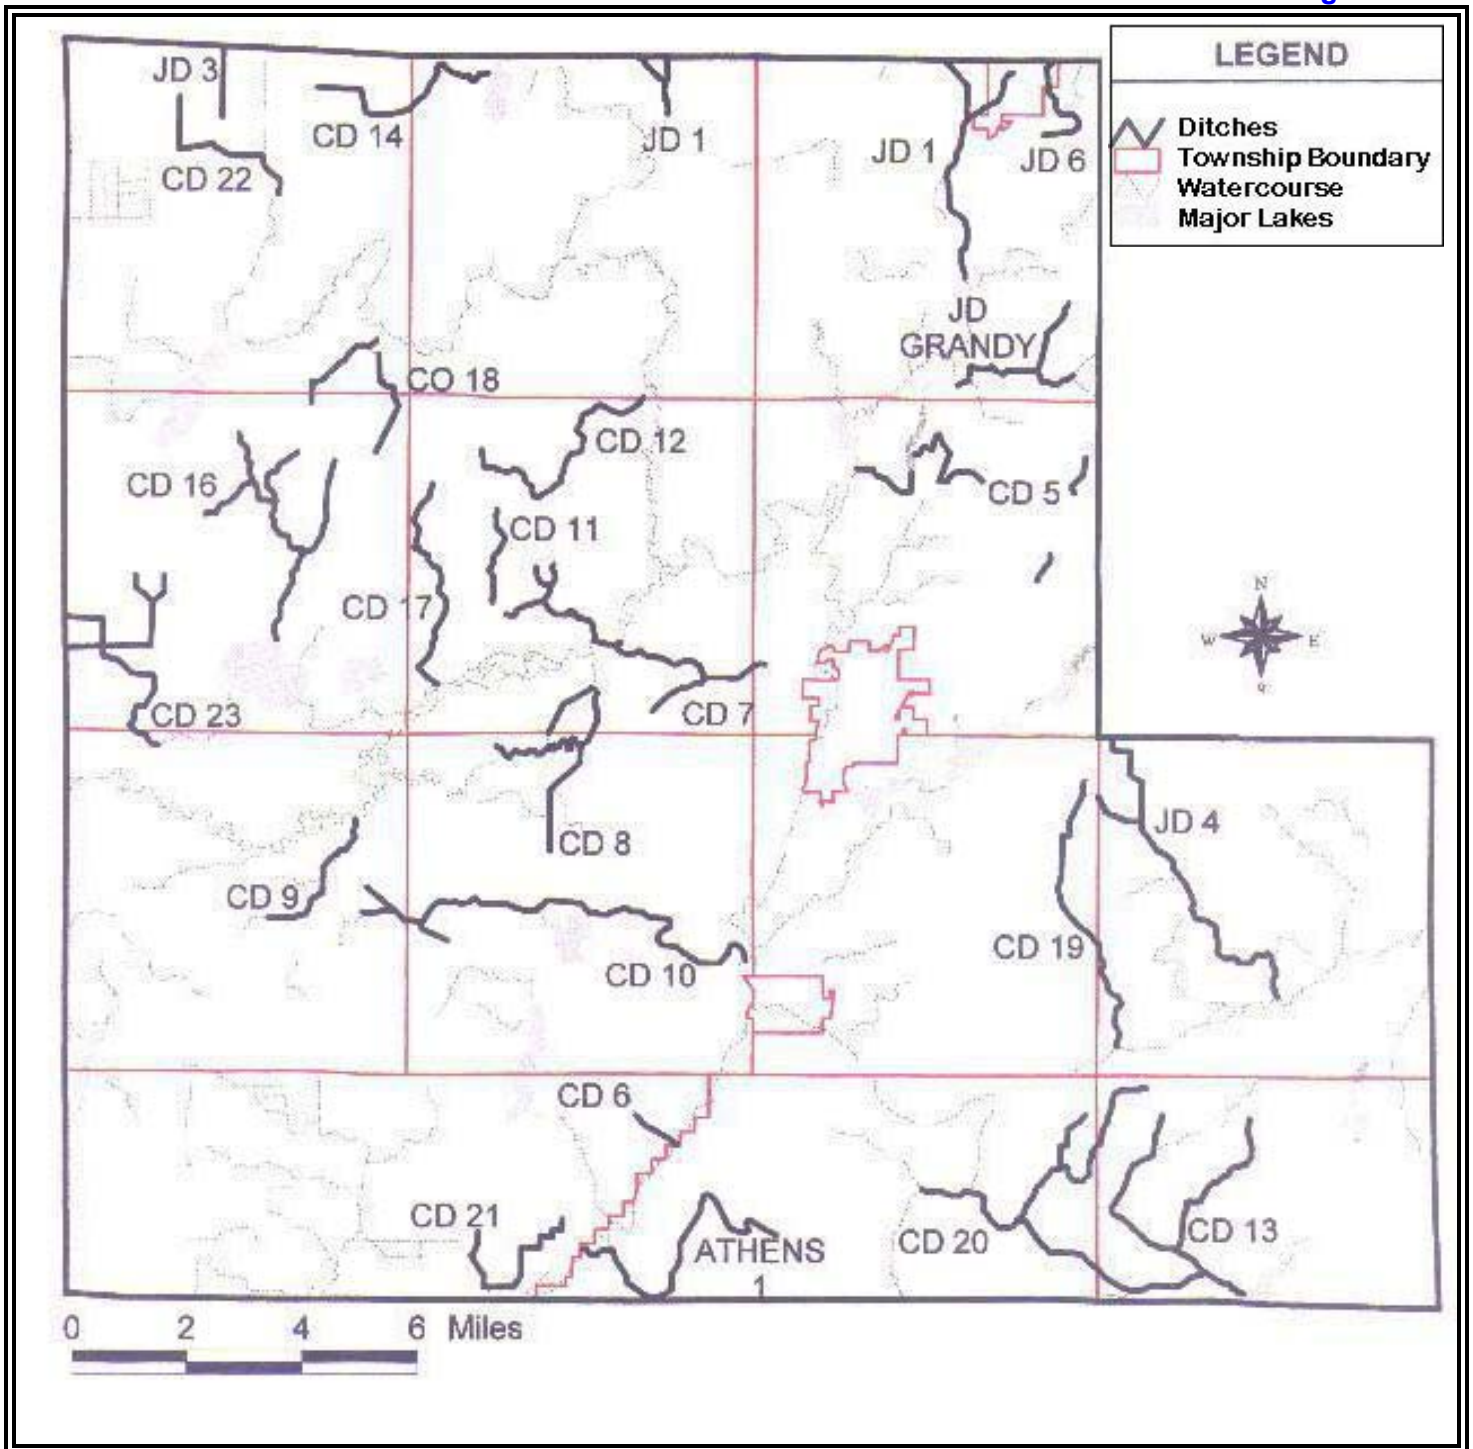 g
LEGEND
Ditches
Township Boundary
Watercourse
Major Lakes
JD 3
CD 14
CD 22
JD 1
JD 1
JD 6
JD
GRANDY
CO 18
CD 12
CD 16
CD 5
CD 11
CD 17
CD 23
CD 7
N
W
E
CD 8
JD 4
CD 9
CD 19
CD 10
CD 6
CD 21
ATHENS
1
CD 20
CD 13
0 2 4 6 Miles